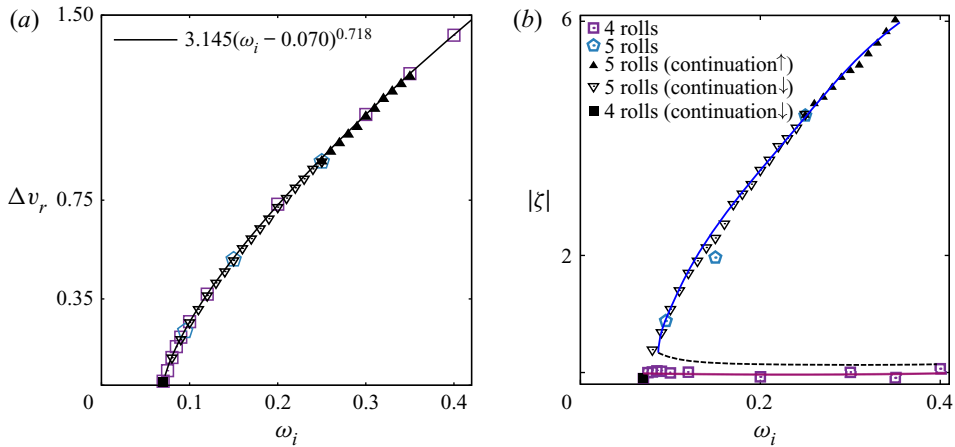 (a)
1.50
3.145(ω_i − 0.070)^0.718
Δv_r
0.75
0.35
0 0.1 0.2 0.3 0.4
ω_i
(b)
6
4 rolls
5 rolls
5 rolls (continuation↑)
5 rolls (continuation↓)
4 rolls (continuation↓)
|ζ|
2
0 0.2 0.4
ω_i